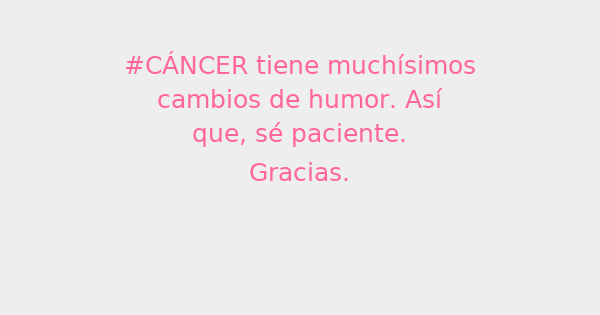 #CÁNCER tiene muchísimos
cambios de humor. Así
que, sé paciente.
Gracias.